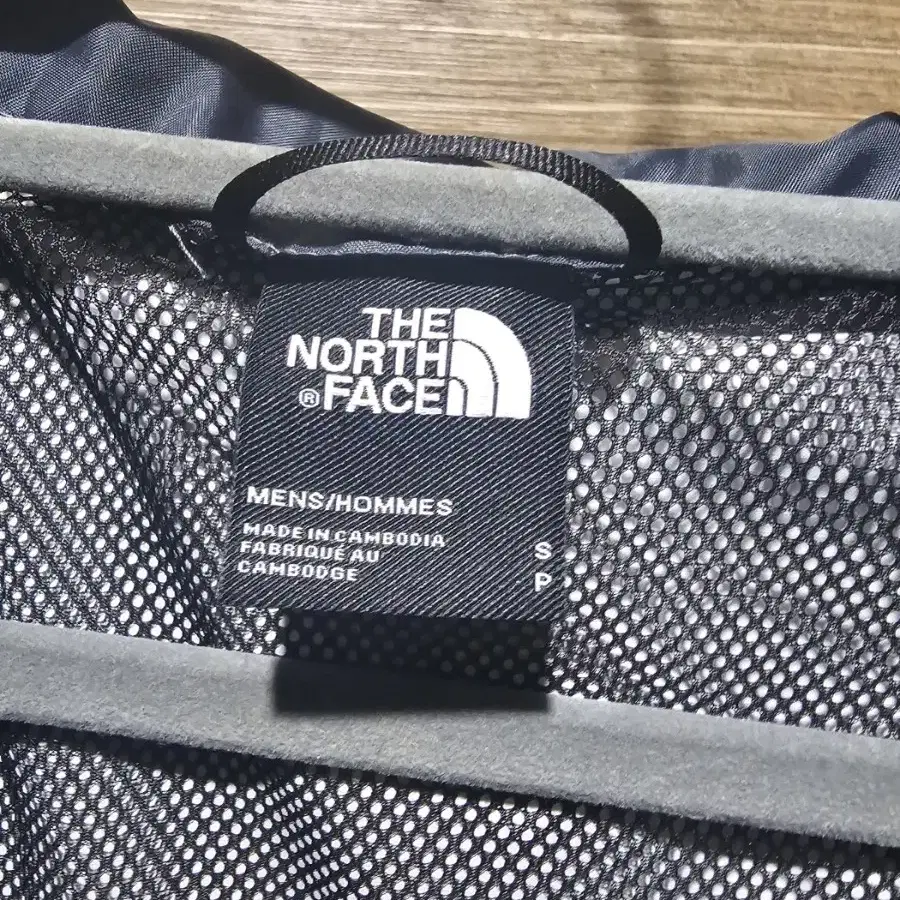 THE
NORTH
®FACE
MENS/HOMMES
MADE IN CAMBODIA
FABRIQUÉ AU
CAMBODGE
S
P